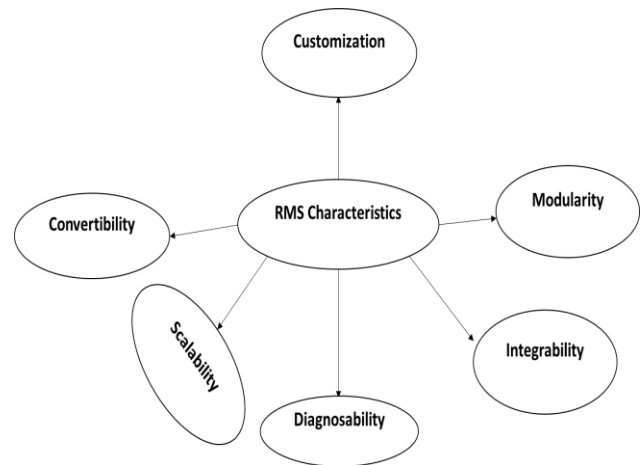 Customization
RMS Characteristics
Modularity
Convertibility
Scalability
Integrability
Diagnosability